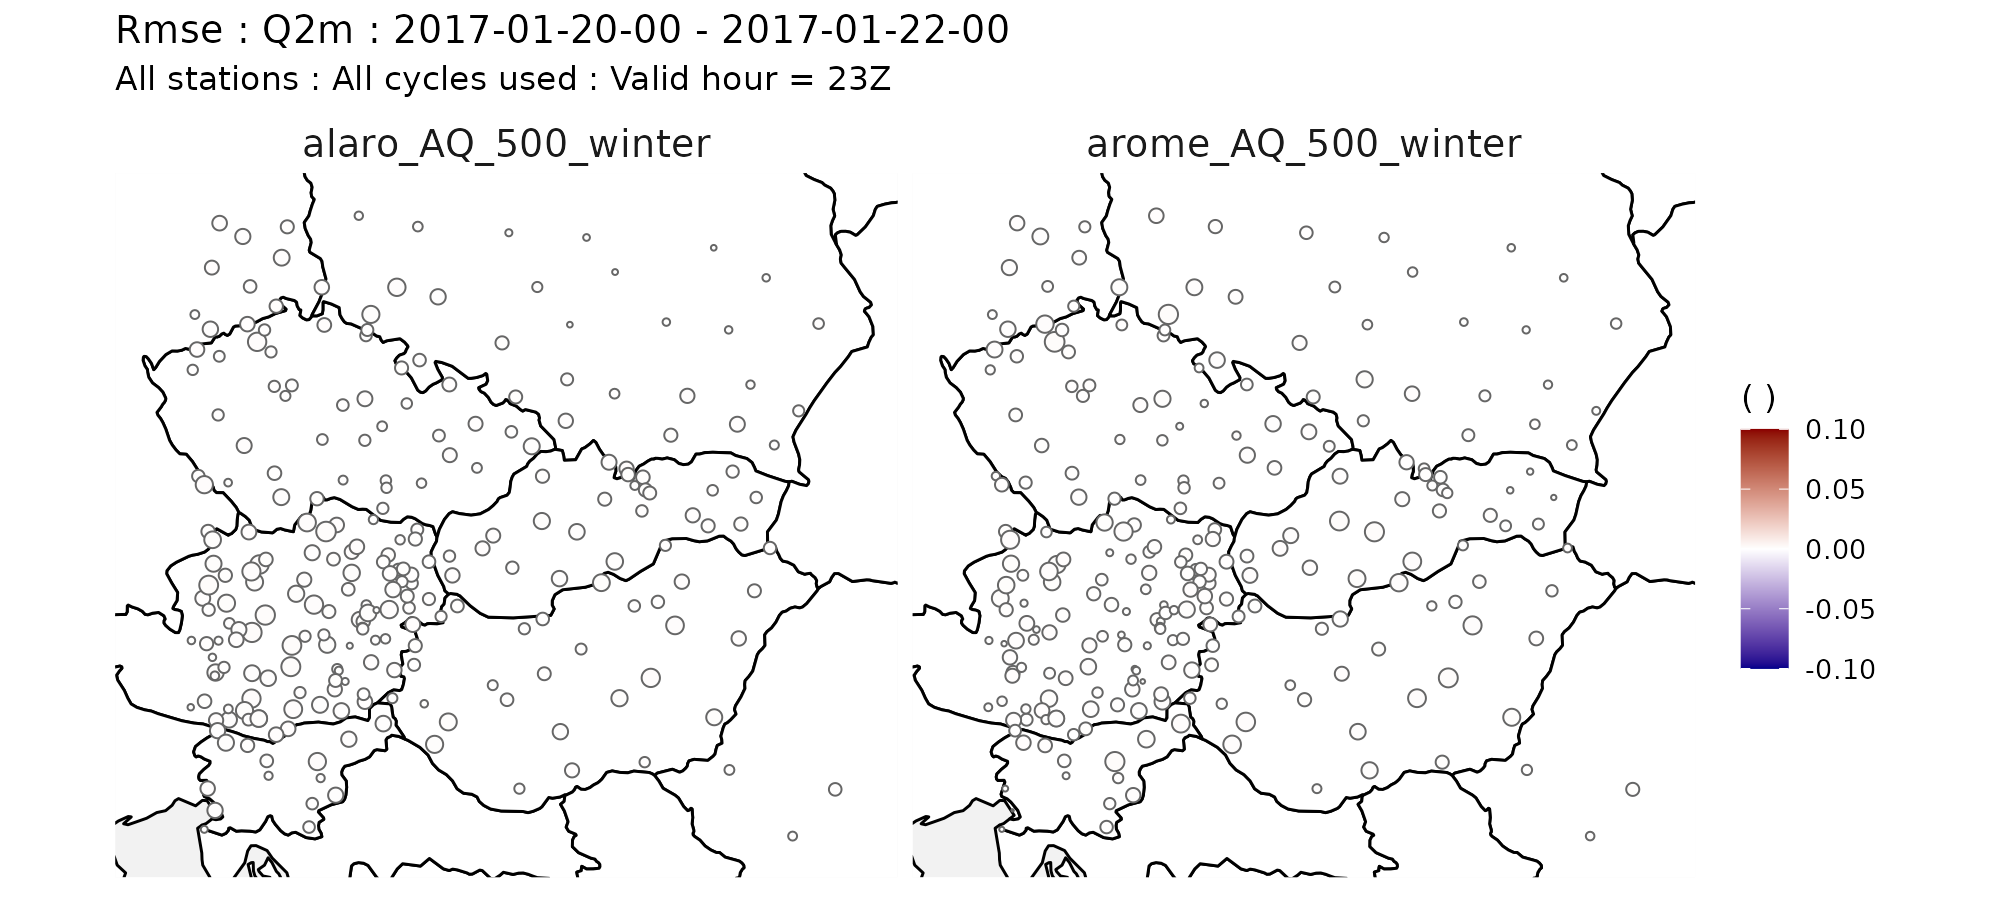 Rmse : Q2m : 2017-01-20-00 - 2017-01-22-00
All stations : All cycles used : Valid hour = 23Z
alaro_AQ_500_winter
arome_AQ_500_winter
( )
0.10
0.05
0.00
-0.05
-0.10